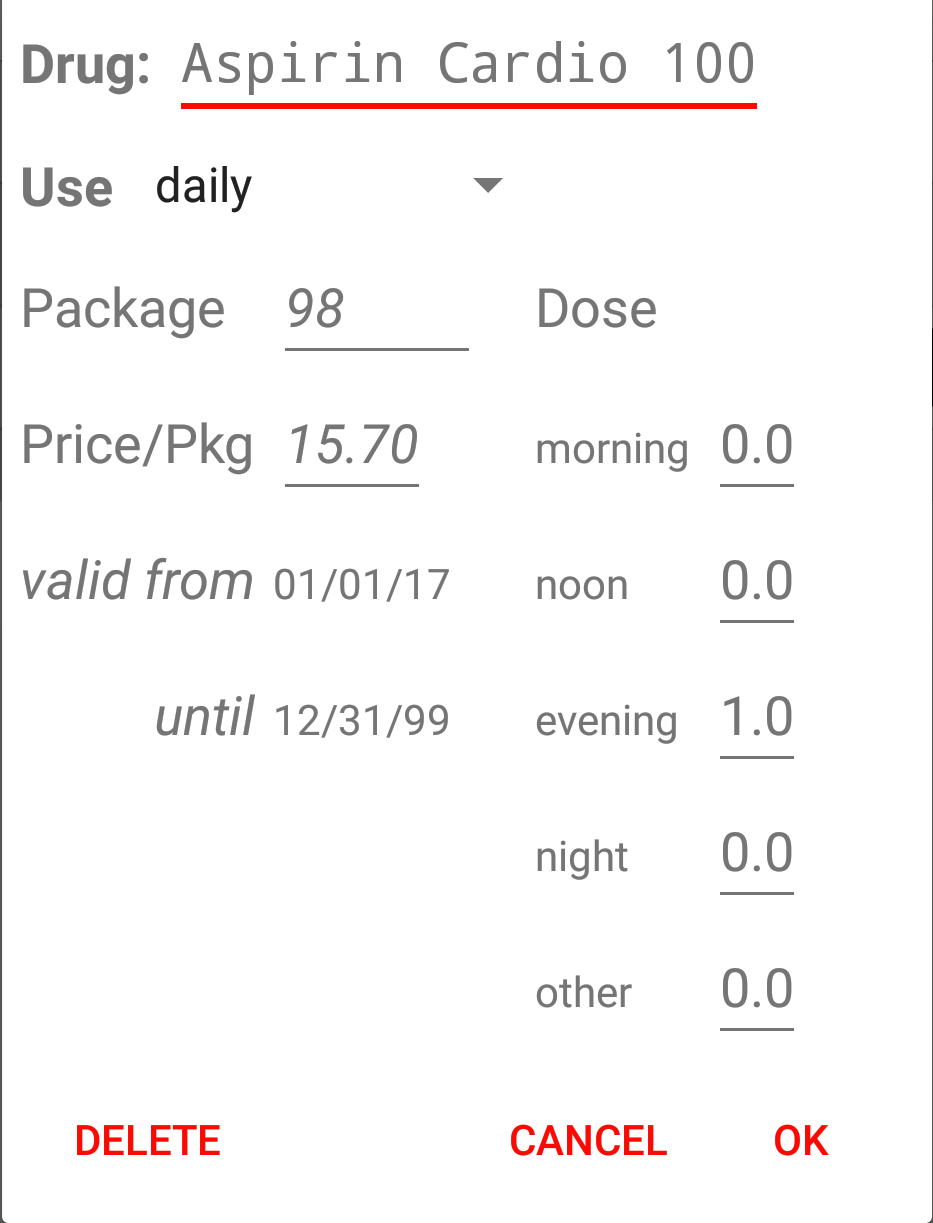 Drug: Aspirin Cardio 100
Use daily
Package 98 Dose
Price/Pkg 15.70 morning 0.0
valid from 01/01/17 noon 0.0
until 12/31/99 evening 1.0
night 0.0
other 0.0
DELETE CANCEL OK